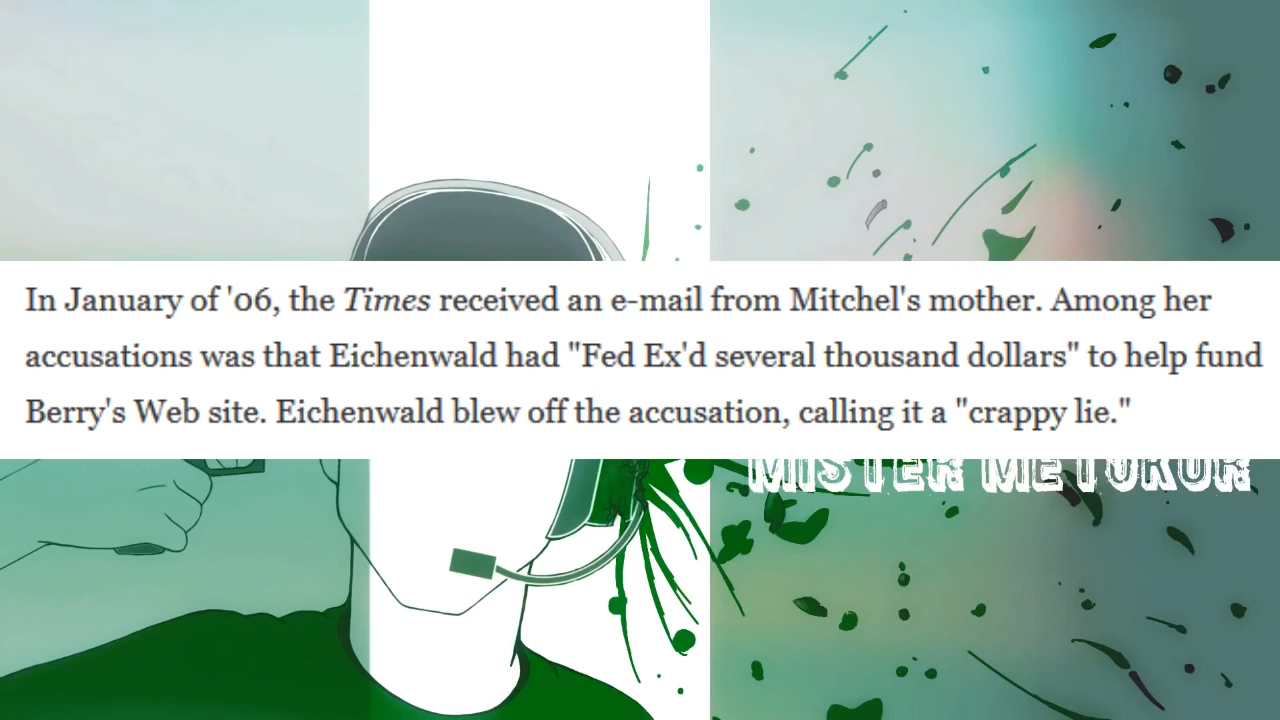 In January of '06, the Times received an e-mail from Mitchel's mother. Among her
accusations was that Eichenwald had "Fed Ex'd several thousand dollars" to help fund
Berry's Web site. Eichenwald blew off the accusation, calling it a "crappy lie."
MISTER METOKUR